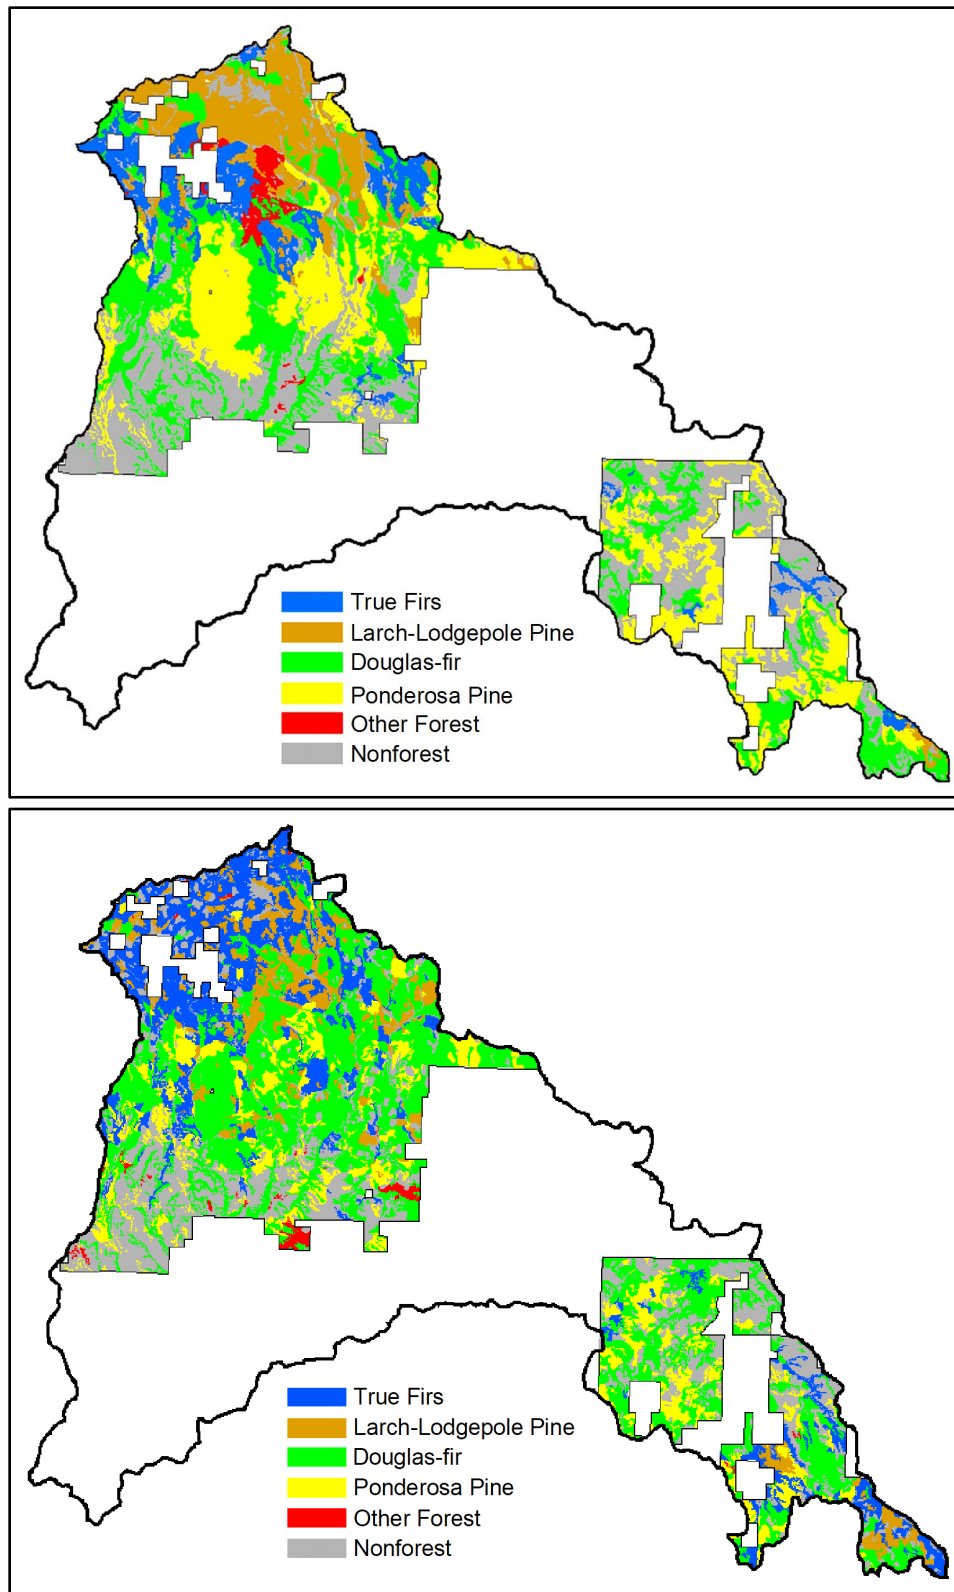 True Firs
Larch-Lodgepole Pine
Douglas-fir
Ponderosa Pine
Other Forest
Nonforest
True Firs
Larch-Lodgepole Pine
Douglas-fir
Ponderosa Pine
Other Forest
Nonforest